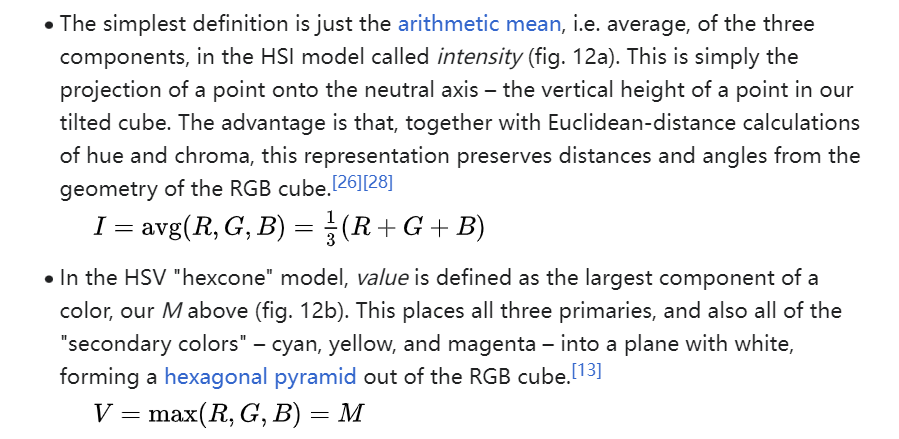 • The simplest definition is just the arithmetic mean, i.e. average, of the three
components, in the HSI model called intensity (fig. 12a). This is simply the
projection of a point onto the neutral axis – the vertical height of a point in our
tilted cube. The advantage is that, together with Euclidean-distance calculations
of hue and chroma, this representation preserves distances and angles from the
geometry of the RGB cube.[26][28]
I = avg(R, G, B) = 1/3(R + G + B)
• In the HSV "hexcone" model, value is defined as the largest component of a
color, our M above (fig. 12b). This places all three primaries, and also all of the
"secondary colors" – cyan, yellow, and magenta – into a plane with white,
forming a hexagonal pyramid out of the RGB cube.[13]
V = max(R, G, B) = M